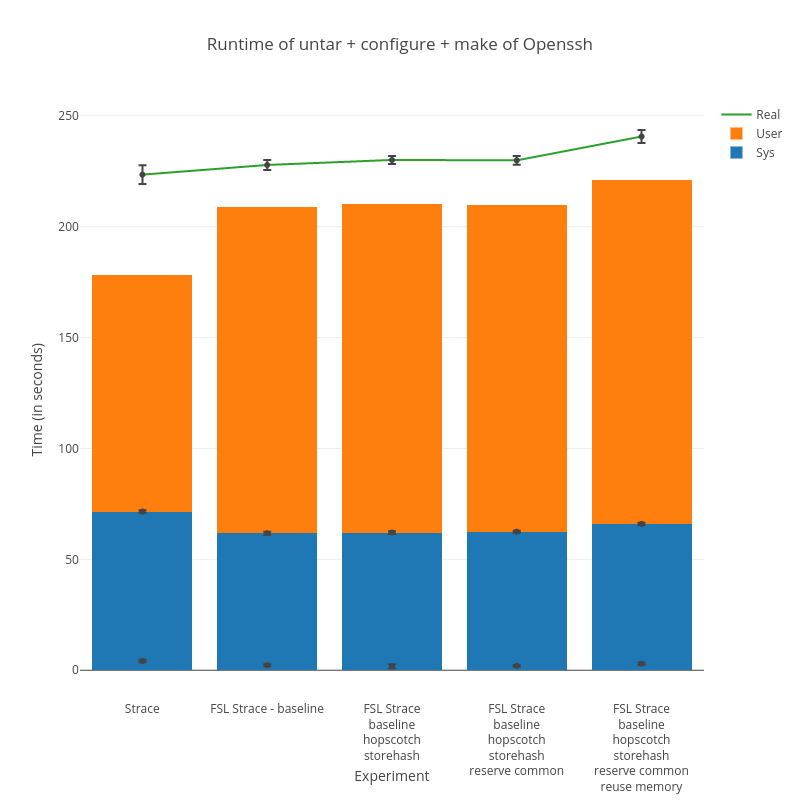 Runtime of untar + configure + make of Openssh
Real
User
Sys
Time (in seconds)
250
200
150
100
50
0
Strace
FSL Strace - baseline
FSL Strace
baseline
hopscotch
storehash
FSL Strace
baseline
hopscotch
storehash
reserve common
FSL Strace
baseline
hopscotch
storehash
reserve common
reuse memory
Experiment